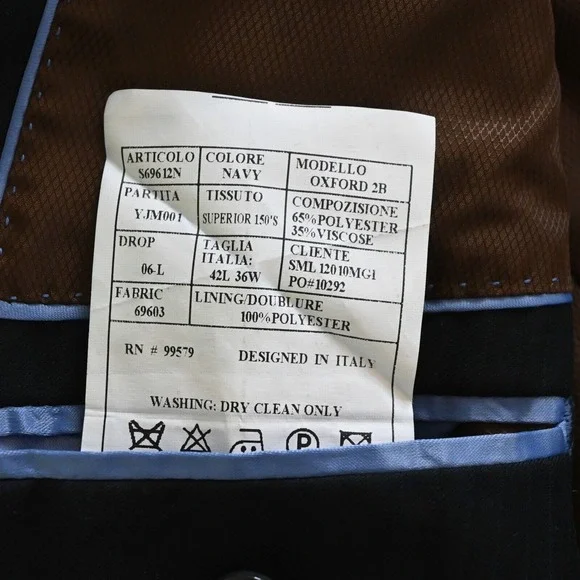 ARTICOLO
S69612N
COLORE
NAVY
MODELLO
OXFORD 2B
PARTITA
YJM001
TISSUTO
SUPERIOR 150'S
COMPOZISIONE
65%POLYESTER
35%VISCOSE
DROP
06-L
TAGLIA
ITALIA:
42L 36W
CLIENTE
SML 12010MG1
PO#10292
FABRIC
69603
LINING/DOUBLURE
100%POLYESTER
RN # 99579
DESIGNED IN ITALY
WASHING: DRY CLEAN ONLY
P